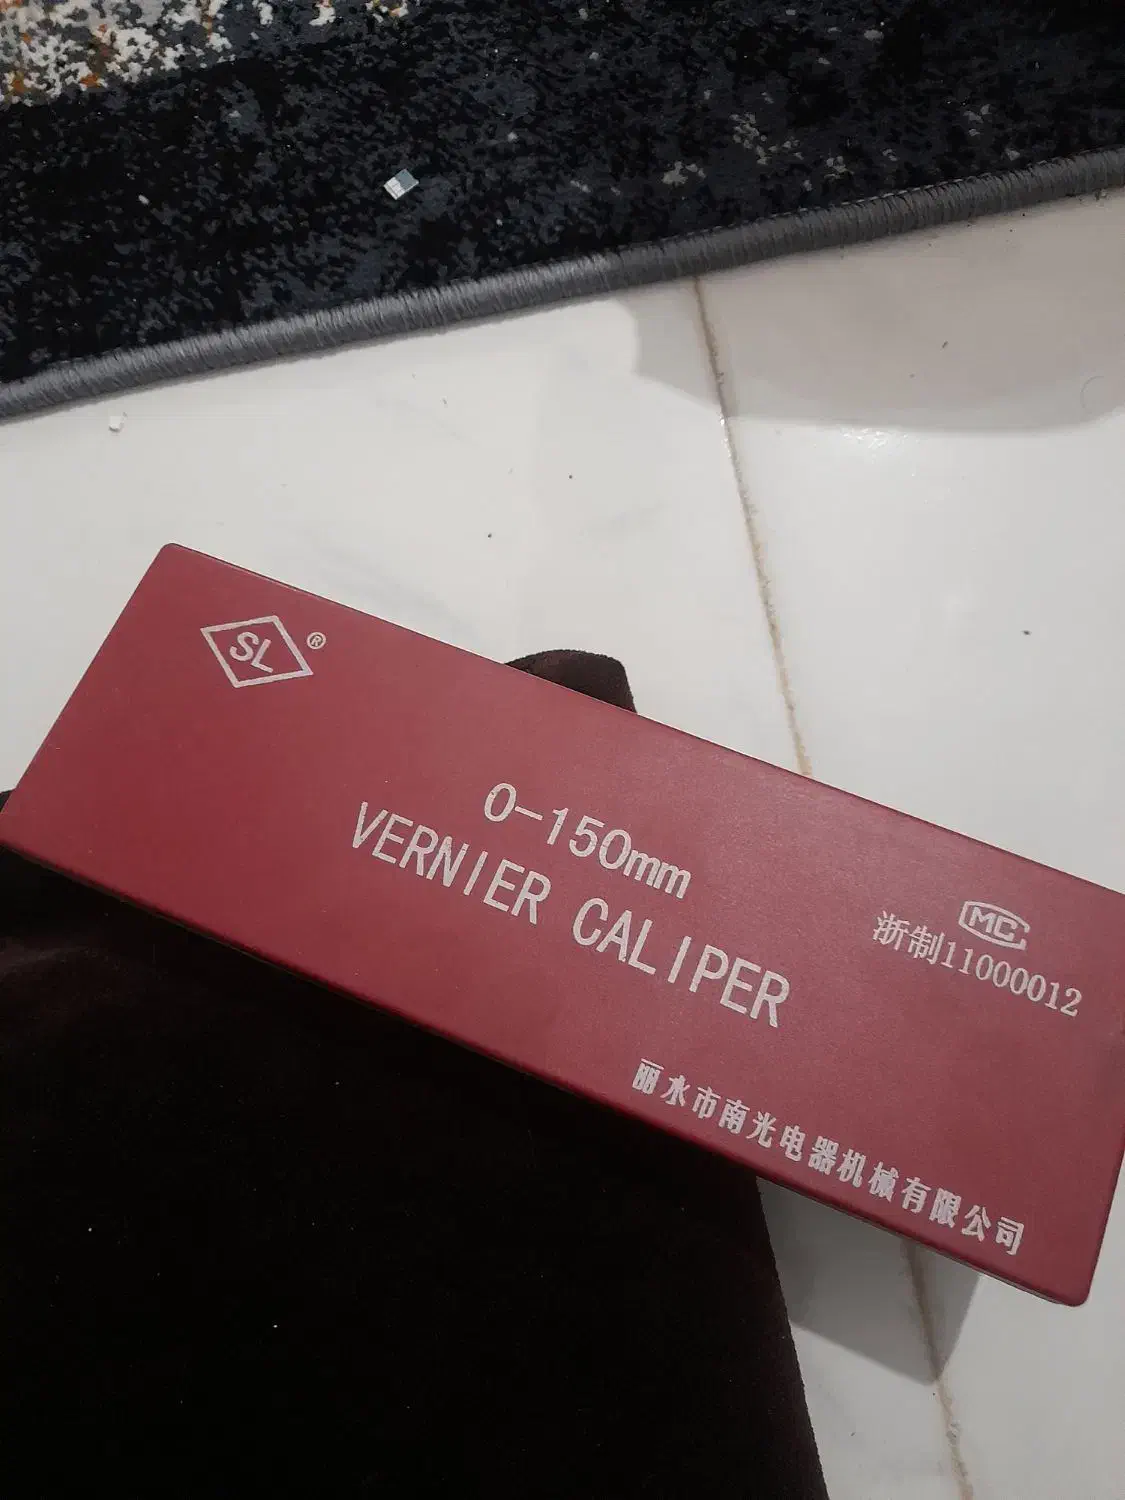 SL®
0-150mm
VERNIER CALIPER
MC
浙制11000012
丽水市南光电器机械有限公司